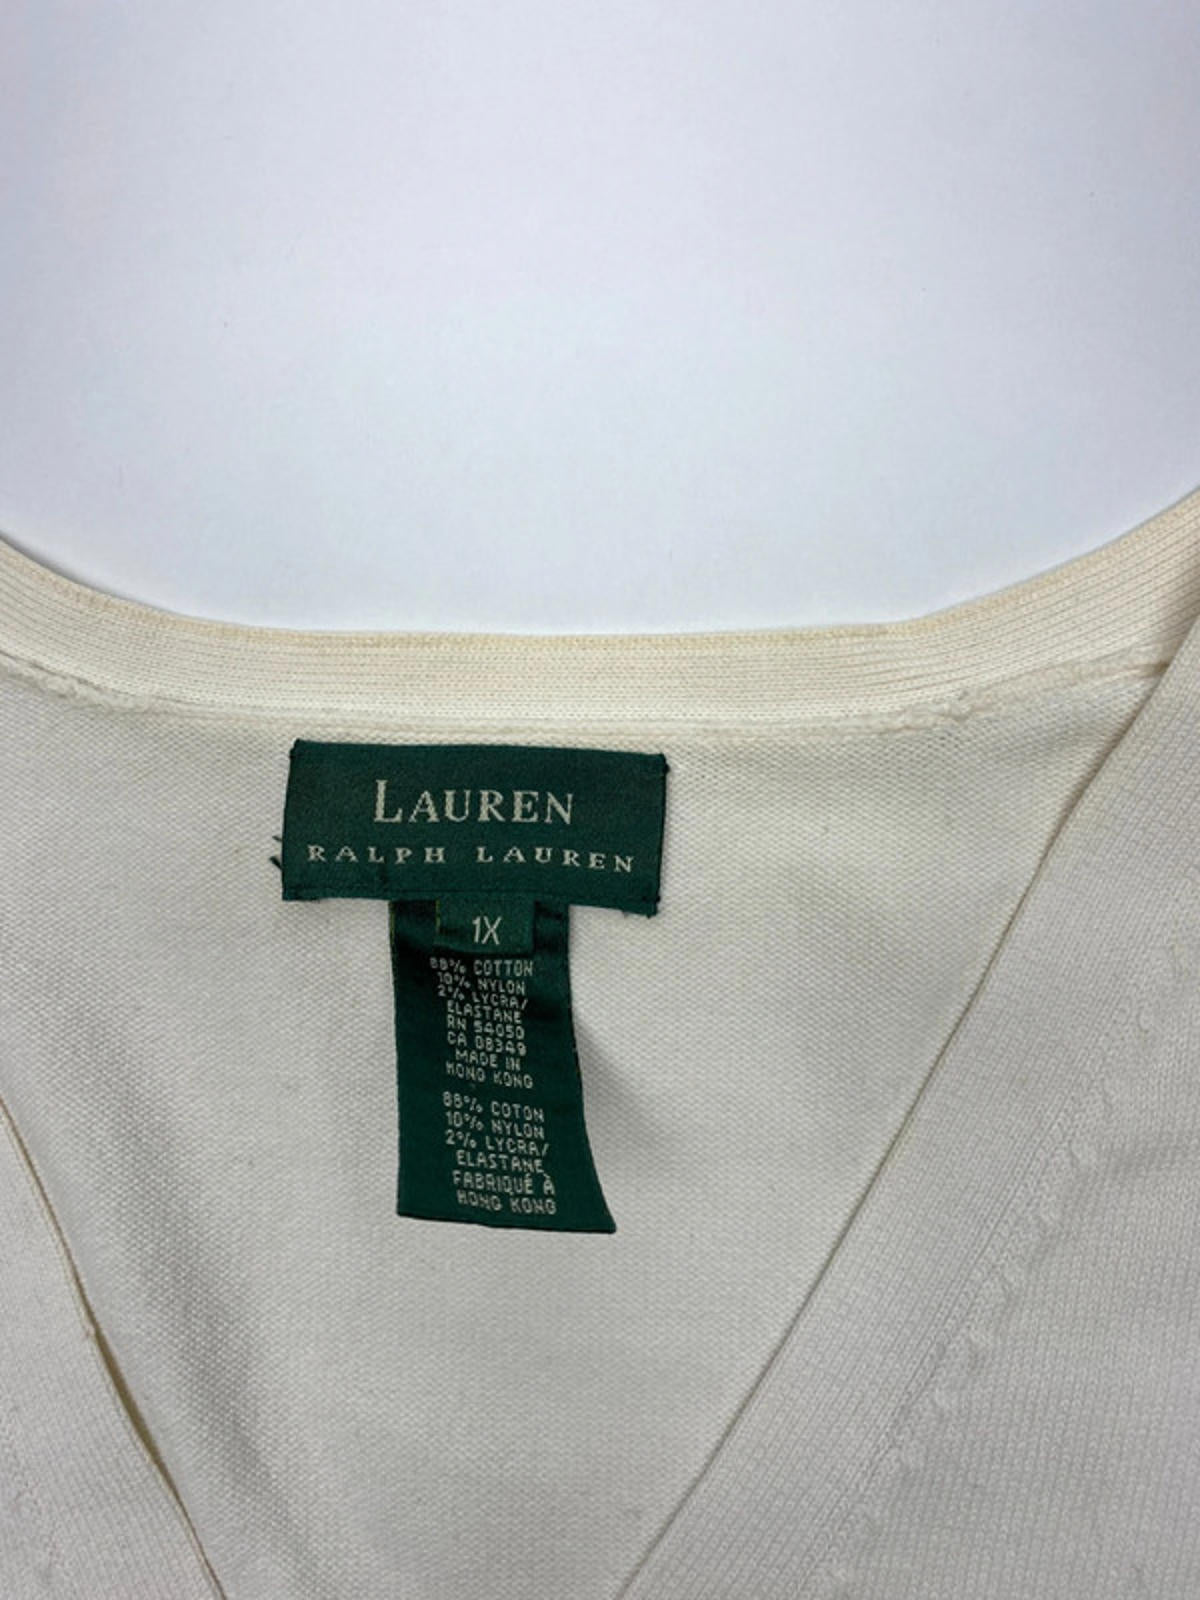 LAUREN
RALPH LAUREN
1X
88% COTTON
10% NYLON
2% LYCRA/
ELASTANE
RN 54050
CA 08349
MADE IN
HONG KONG
88% COTON
10% NYLON
2% LYCRA/
ELASTANE
FABRIQUÉ À
HONG KONG